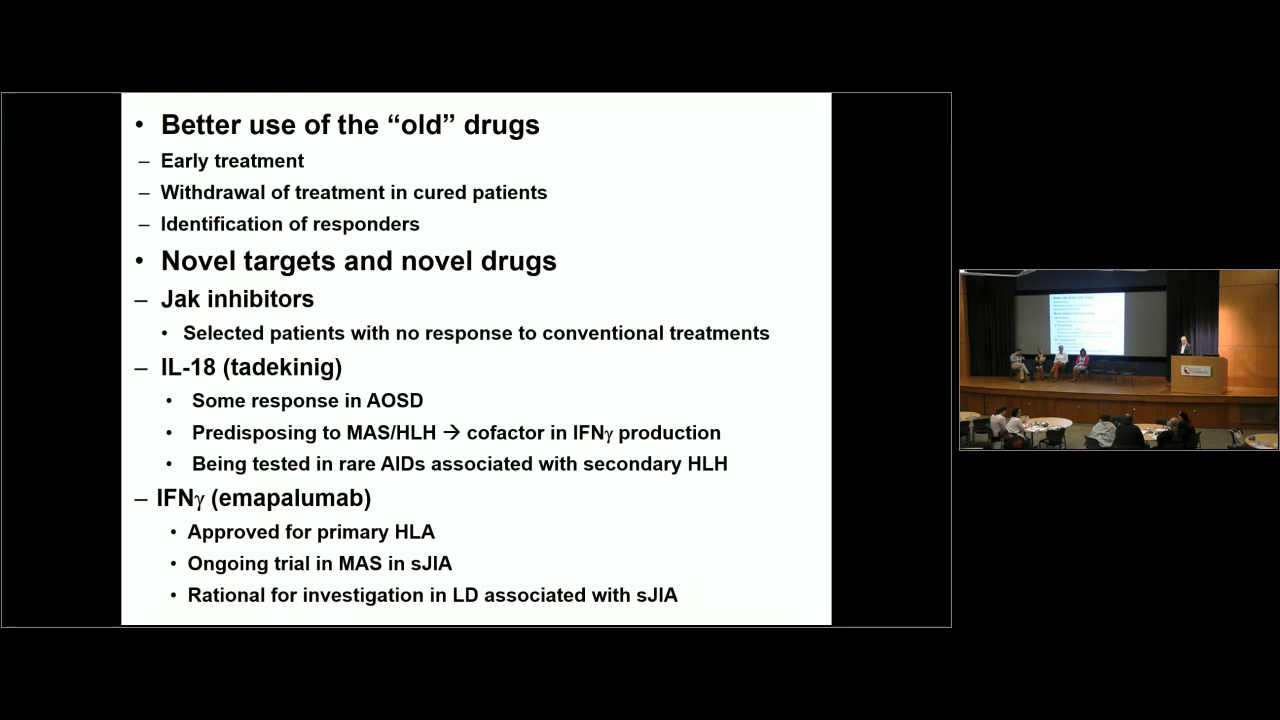 • Better use of the “old” drugs
– Early treatment
– Withdrawal of treatment in cured patients
– Identification of responders
• Novel targets and novel drugs
– Jak inhibitors
• Selected patients with no response to conventional treatments
– IL-18 (tadekinig)
• Some response in AOSD
• Predisposing to MAS/HLH → cofactor in IFNγ production
• Being tested in rare AIDs associated with secondary HLH
– IFNγ (emapalumab)
• Approved for primary HLA
• Ongoing trial in MAS in sJIA
• Rational for investigation in LD associated with sJIA